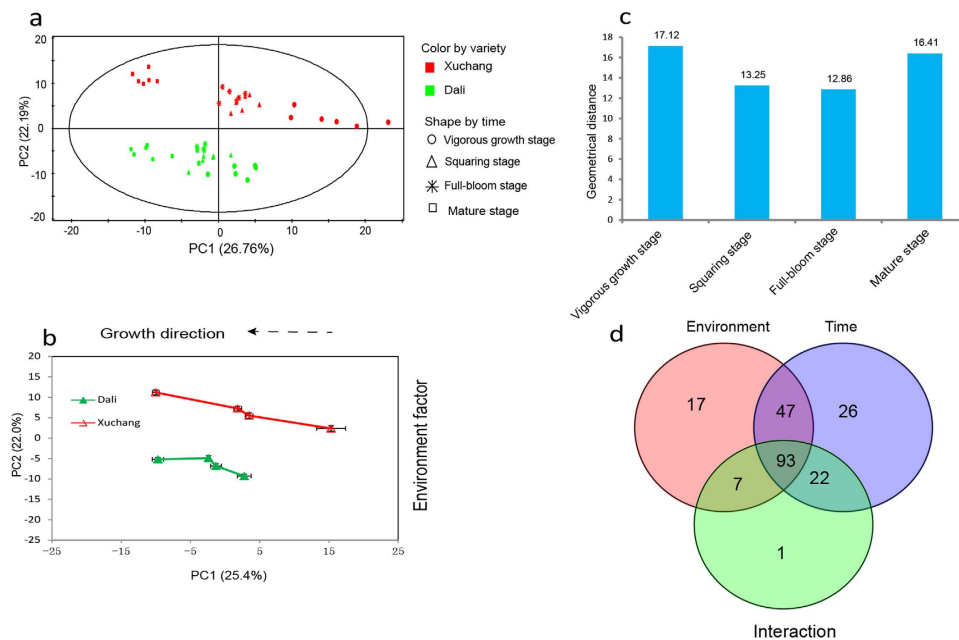 a
20
10
0
-10
-20
PC2 (22.19%)
-20
-10
0
10
20
PC1 (26.76%)
Color by variety
Xuchang
Dali
Shape by time
Vigorous growth stage
Squaring stage
Full-bloom stage
Mature stage
c
18
16
14
12
10
8
6
4
2
0
Geometrical distance
17.12
13.25
12.86
16.41
Vigorous growth stage
Squaring stage
Full-bloom stage
Mature stage
b
Growth direction
20
15
10
5
0
-5
-10
-15
-20
-25
PC2 (22.0%)
Dali
Xuchang
-25
-15
-5
5
15
25
PC1 (25.4%)
Environment factor
d
Environment
Time
17
47
26
93
7
22
1
Interaction